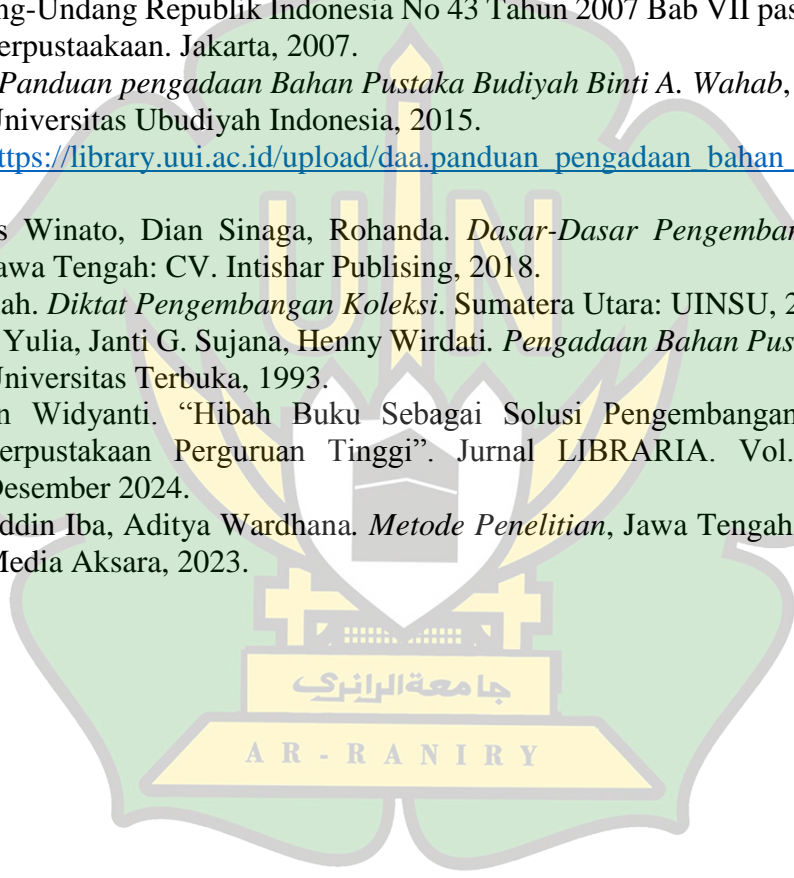 ng-Undang Republik Indonesia No 43 Tahun 2007 Bab VII pas
erpustaakaan. Jakarta, 2007.
Panduan pengadaan Bahan Pustaka Budiyah Binti A. Wahab,
Universitas Ubudiyah Indonesia, 2015.
ttps://library.uui.ac.id/upload/daa.panduan_pengadaan_bahan_
s Winato, Dian Sinaga, Rohanda. Dasar-Dasar Pengemban
awa Tengah: CV. Intishar Publising, 2018.
ah. Diktat Pengembangan Koleksi. Sumatera Utara: UINSU, 2
Yulia, Janti G. Sujana, Henny Wirdati. Pengadaan Bahan Pus
Universitas Terbuka, 1993.
n Widyanti. “Hibah Buku Sebagai Solusi Pengembangan
erpustakaan Perguruan Tinggi”. Jurnal LIBRARIA. Vol.
Desember 2024.
ddin Iba, Aditya Wardhana. Metode Penelitian, Jawa Tengah
Media Aksara, 2023.
UIN
جامعةالرانري
AR-RANIRY